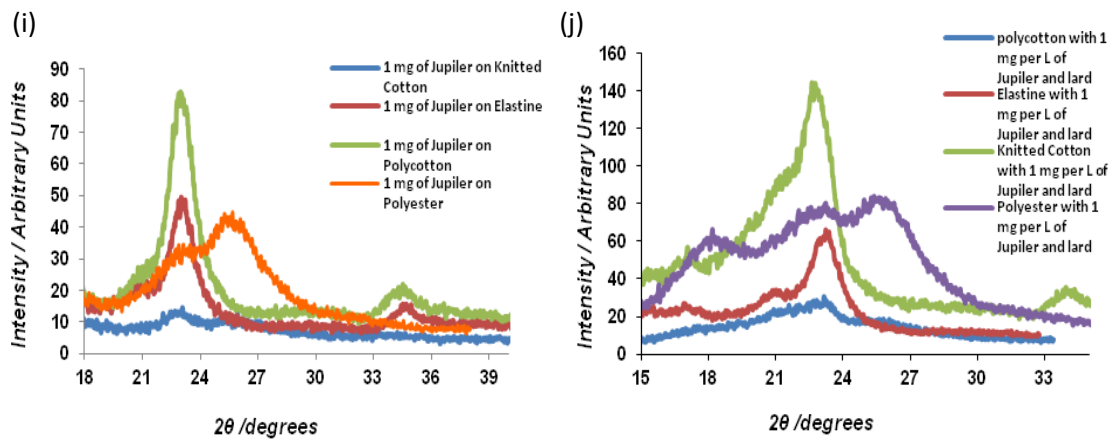 (i)
90
80
70
60
50
40
30
20
10
0
Intensity / Arbitrary Units
18 21 24 27 30 33 36 39
2θ /degrees
1 mg of Jupiler on Knitted
Cotton
1 mg of Jupiler on Elastine
1 mg of Jupiler on
Polycotton
1 mg of Jupiler on
Polyester
(j)
160
140
120
100
80
60
40
20
0
Intensity / Arbitrary Units
15 18 21 24 27 33
2θ /degrees
polycotton with 1
mg per L of
Jupiler and lard
Elastine with 1
mg per L of
Jupiler and lard
Knitted Cotton
with 1 mg per L of
Jupiler and lard
Polyester with 1
mg per L of
Jupiler and lard